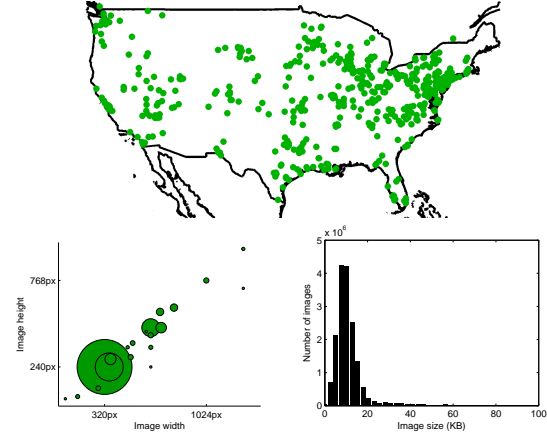 768px
240px
Image height
320px
1024px
Image width
x 10^6
5
4
3
2
1
0
Number of images
0
20
40
60
80
100
Image size (KB)